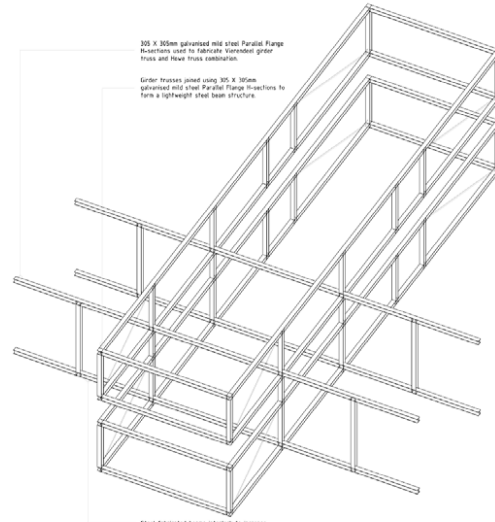 305 X 305mm galvanised mild steel Parallel Flange
H-sections used to fabricate Vierendeel girder
truss and Howe truss combination.
Girder trusses joined using 305 X 305mm
galvanised mild steel Parallel Flange H-sections to
form a lightweight steel beam structure.